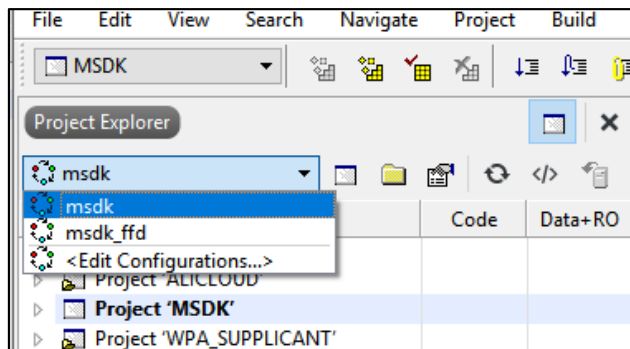 File Edit View Search Navigate Project Build
MSDK
Project Explorer
msdk
msdk
msdk_ffd
<Edit Configurations...>
Code Data+RO
Project 'ALICLOUD'
Project 'MSDK'
Project 'WPA_SUPPLICANT'